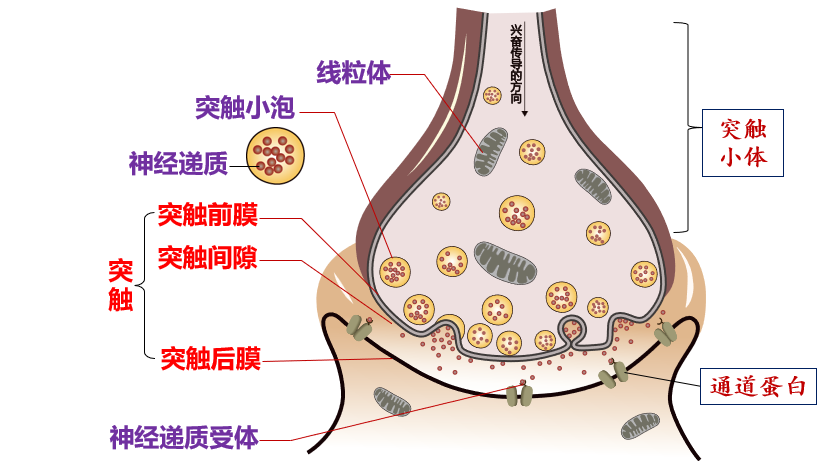 兴奋传导的方向
线粒体
突触小泡
神经递质
突触
小体
突触前膜
突触间隙
突触
突触后膜
通道蛋白
神经递质受体